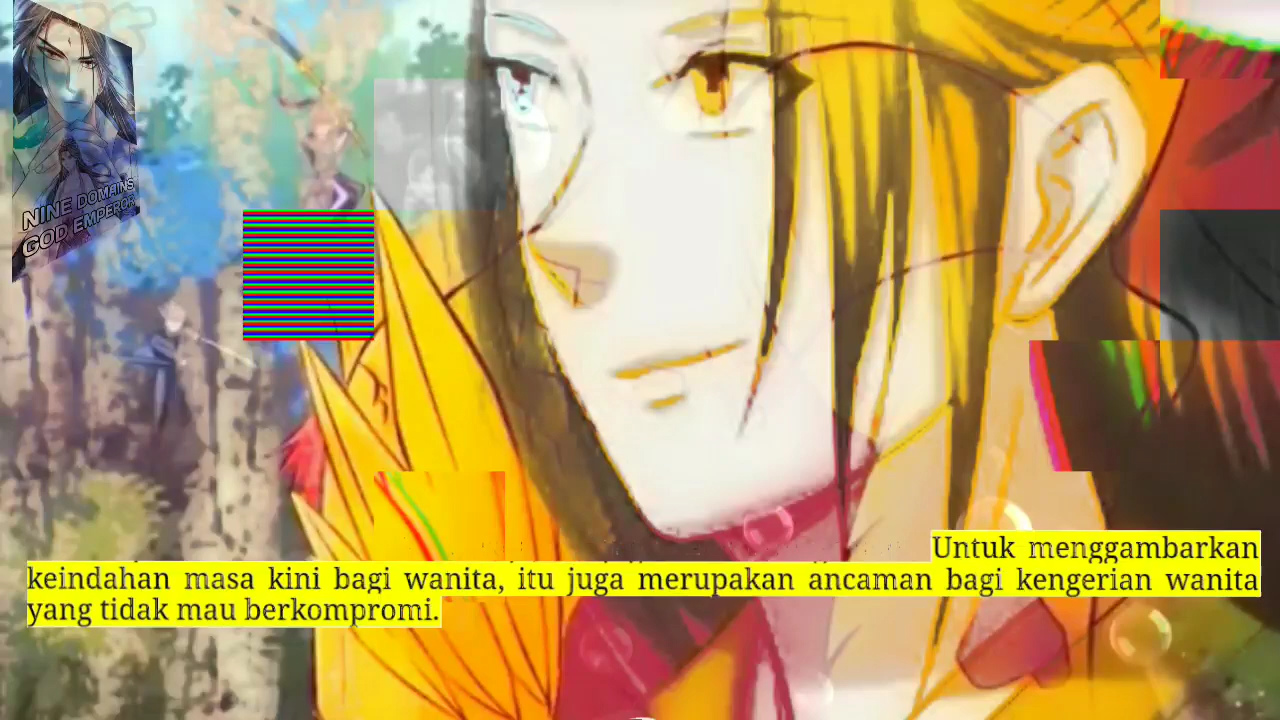 NINE DOMAINS
GOD EMPEROR
Untuk menggambarkan
keindahan masa kini bagi wanita, itu juga merupakan ancaman bagi kengerian wanita
yang tidak mau berkompromi.